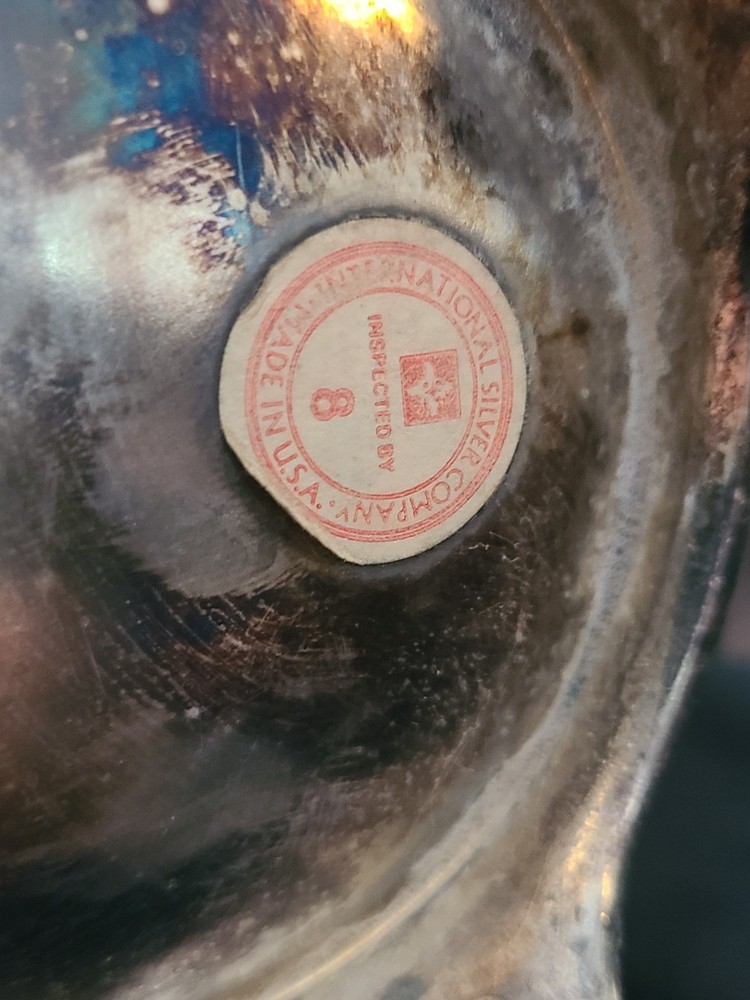 INTERNATIONAL SILVER COMPANY
INSPECTED BY
8
· MADE IN U.S.A. ·